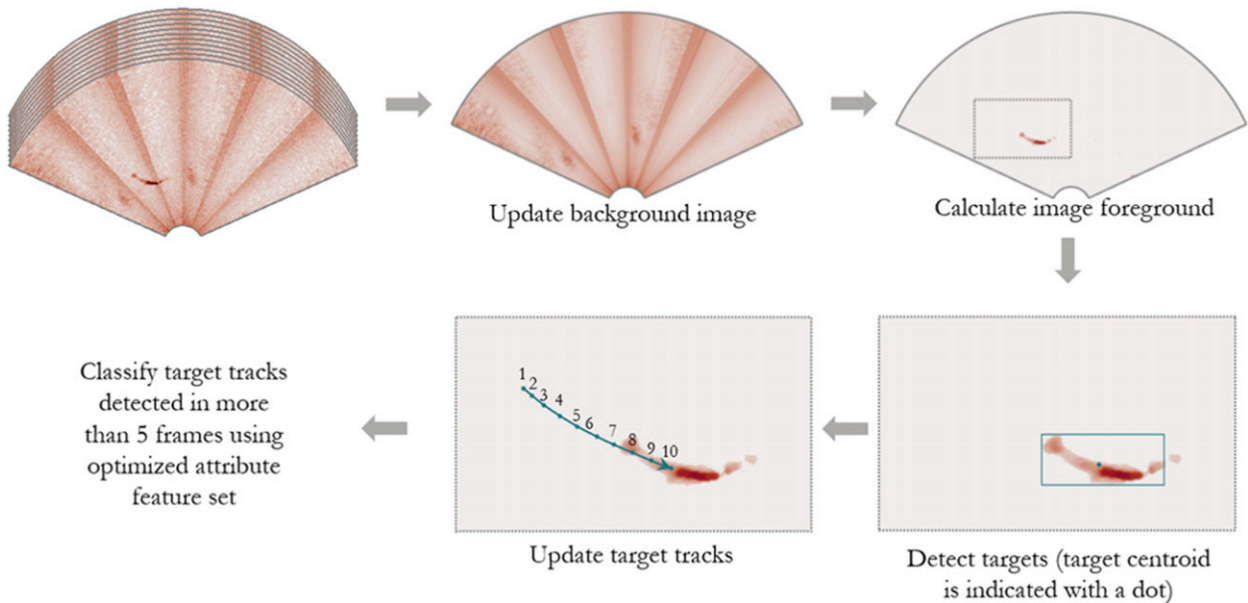 Update background image
Calculate image foreground
Classify target tracks
detected in more
than 5 frames using
optimized attribute
feature set
1
2
3
4
5
6
7
8
9
10
Update target tracks
Detect targets (target centroid
is indicated with a dot)